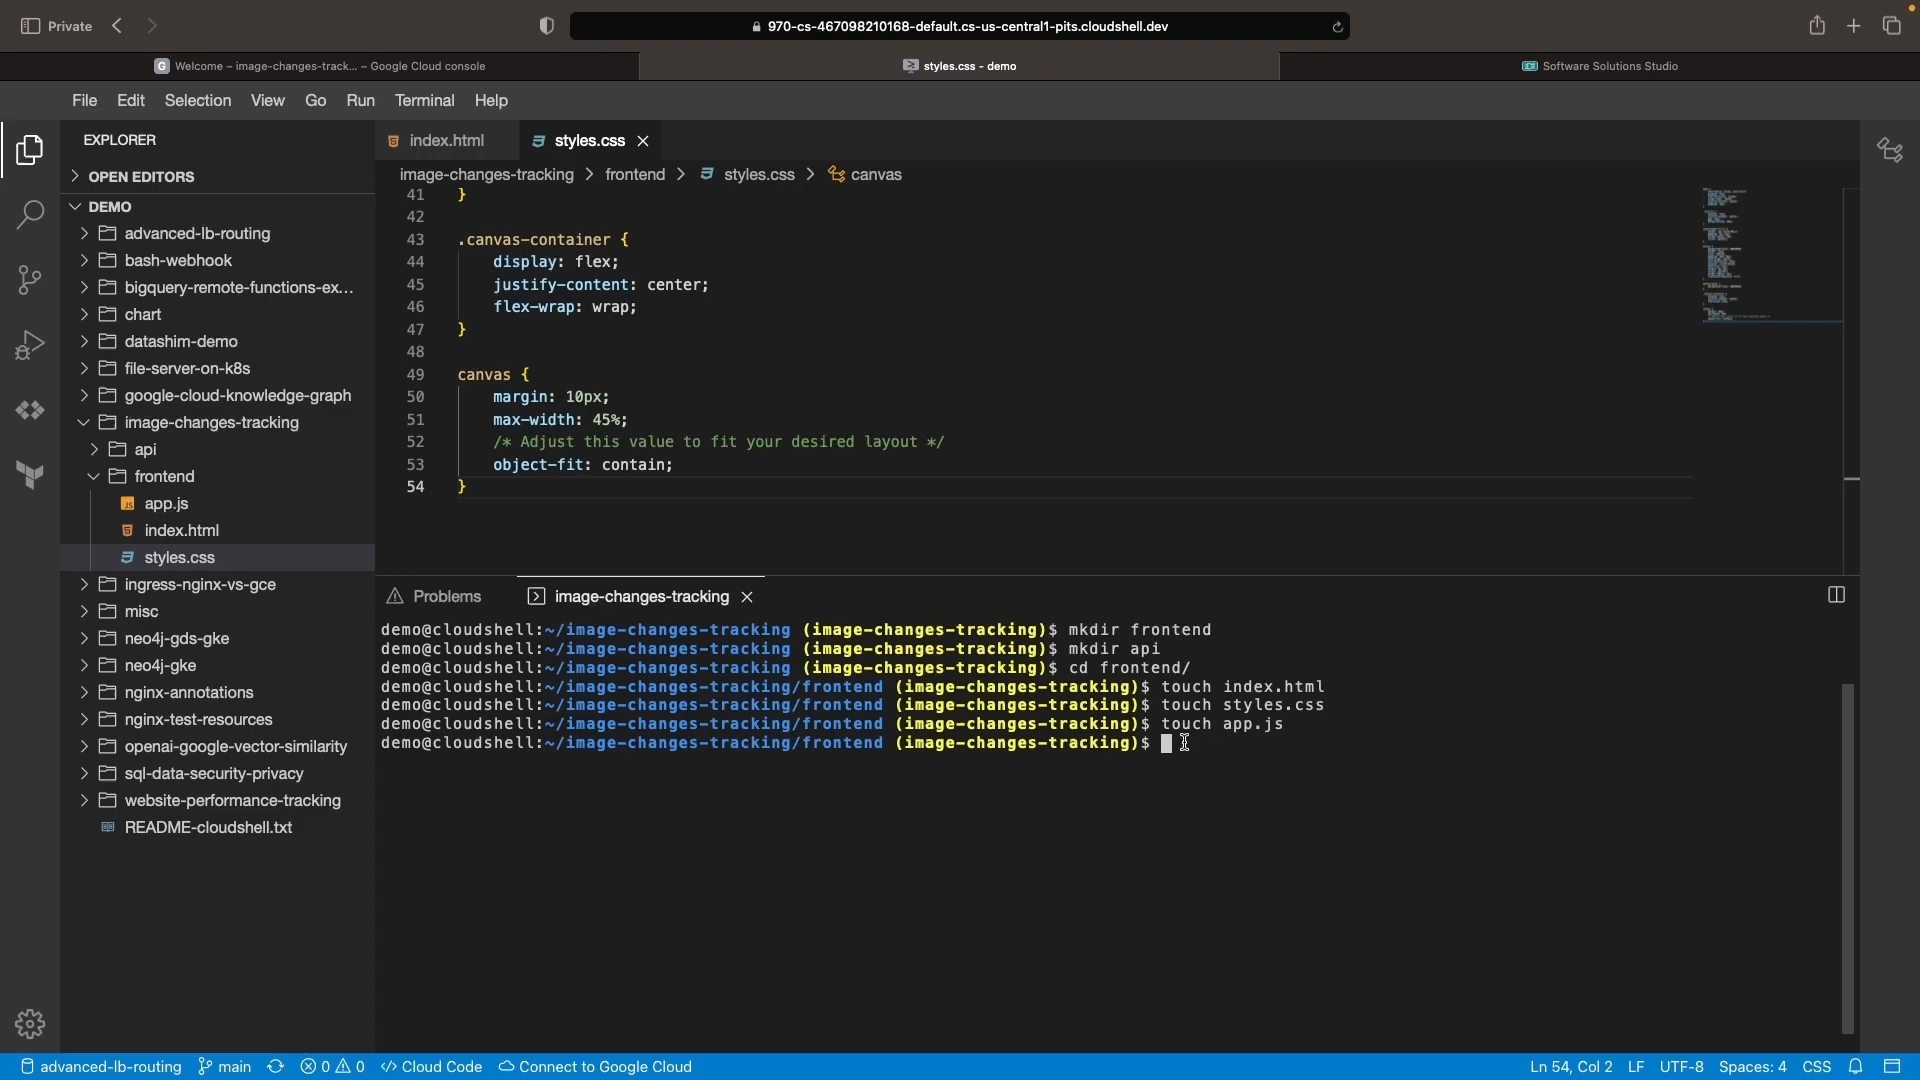 Private
970-cs-467098210168-default.cs-us-central1-pits.cloudshell.dev
Welcome – image-changes-track... – Google Cloud console
styles.css - demo
Software Solutions Studio
File Edit Selection View Go Run Terminal Help
EXPLORER
OPEN EDITORS
DEMO
advanced-lb-routing
bash-webhook
bigquery-remote-functions-ex...
chart
datashim-demo
file-server-on-k8s
google-cloud-knowledge-graph
image-changes-tracking
api
frontend
app.js
index.html
styles.css
ingress-nginx-vs-gce
misc
neo4j-gds-gke
neo4j-gke
nginx-annotations
nginx-test-resources
openai-google-vector-similarity
sql-data-security-privacy
website-performance-tracking
README-cloudshell.txt
index.html styles.css
image-changes-tracking > frontend > styles.css > canvas
41 }
42
43 .canvas-container {
44 display: flex;
45 justify-content: center;
46 flex-wrap: wrap;
47 }
48
49 canvas {
50 margin: 10px;
51 max-width: 45%;
52 /* Adjust this value to fit your desired layout */
53 object-fit: contain;
54 }
Problems image-changes-tracking
demo@cloudshell:~/image-changes-tracking (image-changes-tracking)$ mkdir frontend
demo@cloudshell:~/image-changes-tracking (image-changes-tracking)$ mkdir api
demo@cloudshell:~/image-changes-tracking (image-changes-tracking)$ cd frontend/
demo@cloudshell:~/image-changes-tracking/frontend (image-changes-tracking)$ touch index.html
demo@cloudshell:~/image-changes-tracking/frontend (image-changes-tracking)$ touch styles.css
demo@cloudshell:~/image-changes-tracking/frontend (image-changes-tracking)$ touch app.js
demo@cloudshell:~/image-changes-tracking/frontend (image-changes-tracking)$
advanced-lb-routing main 0 0 Cloud Code Connect to Google Cloud Ln 54, Col 2 LF UTF-8 Spaces: 4 CSS